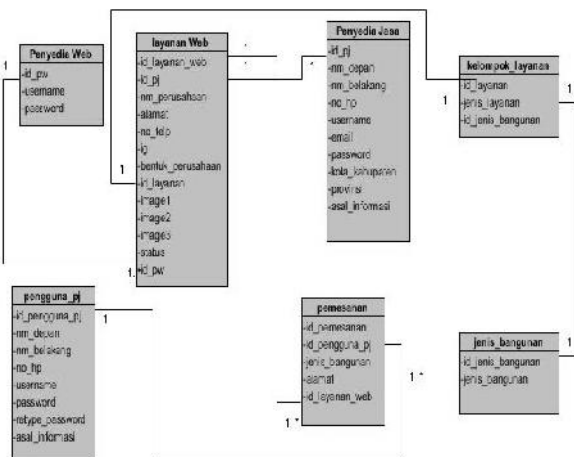 Penyedia Web
-id_pw
-username
-password
layanan Web
-id_layanan_web
-id_pj
-nm_perusahaan
-alamat
-no_telp
-ig
-bentuk_perusahaan
-id_layanan
-image1
-image2
-image3
-status
-id_pw
Penyedia Jasa
-id_pj
-nm_depan
-nm_belakang
-no_hp
-username
-email
-password
-kota_kabupaten
-provinsi
-asal_informasi
kelompok_layanan
-id_layanan
-jenis_layanan
-id_jenis_bangunan
pengguna_pj
-id_pengguna_pj
-nm_depan
-nm_belakang
-no_hp
-username
-password
-retype_password
-asal_informasi
pemesanan
-id_pemesanan
-id_pengguna_pj
-jenis_bangunan
-alamat
-id_layanan_web
jenis_bangunan
-id_jenis_bangunan
-jenis_bangunan
1
1
1
1
1
1
1
1..*
1..*